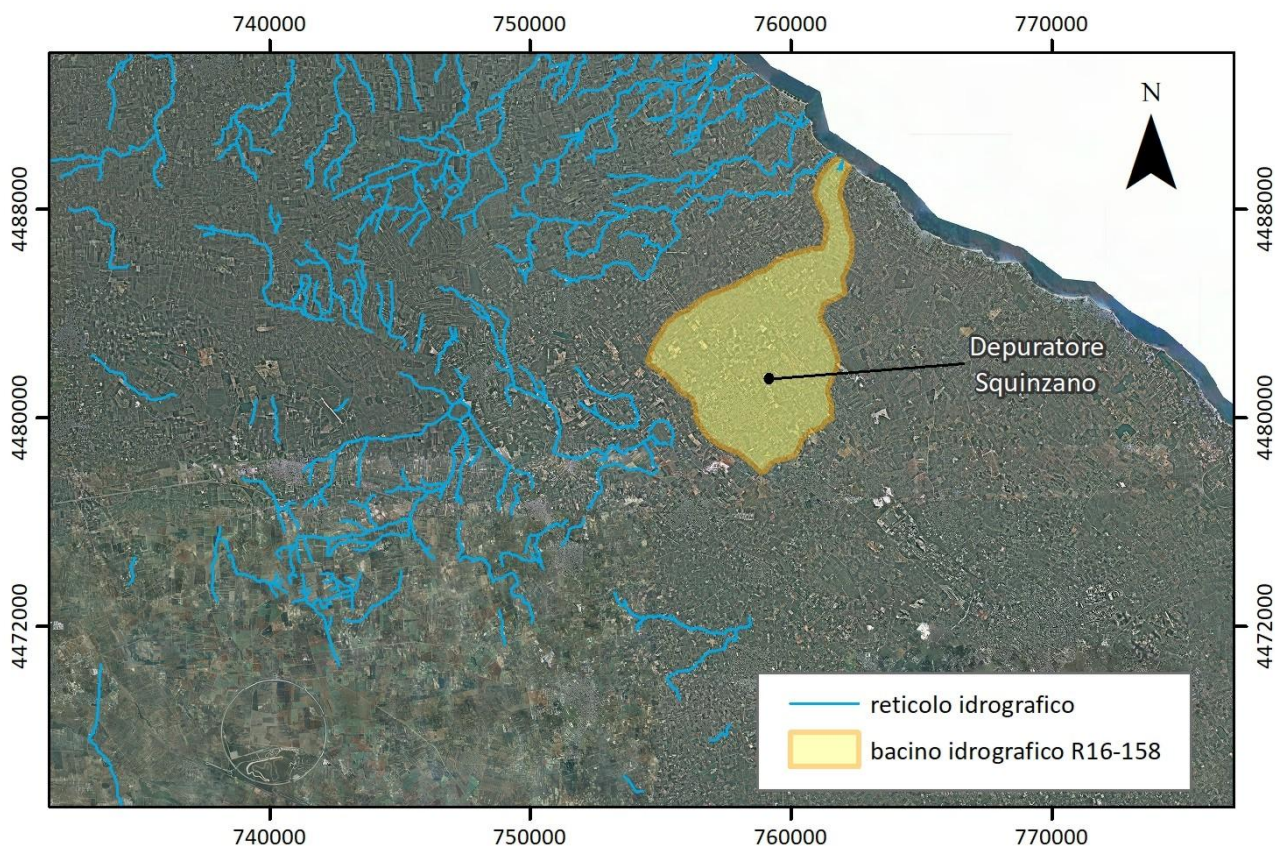 740000 750000 760000 770000
N
4488000 4488000
Depuratore
Squinzano
4480000 4480000
4472000 4472000
reticolo idrografico
bacino idrografico R16-158
740000 750000 760000 770000